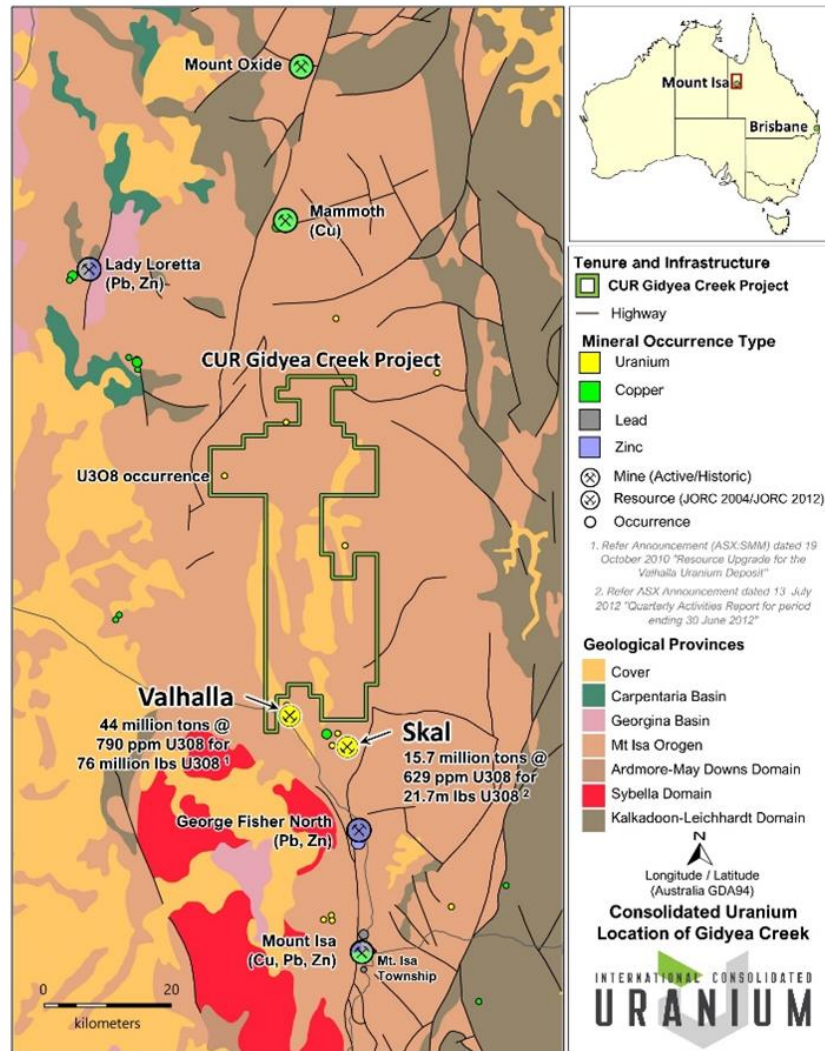 Mount Oxide
Mammoth
(Cu)
Lady Loretta
(Pb, Zn)
CUR Gidyea Creek Project
U3O8 occurrence
Valhalla
44 million tons @
790 ppm U308 for
76 million lbs U308 1
Skal
15.7 million tons @
629 ppm U308 for
21.7m lbs U308 2
George Fisher North
(Pb, Zn)
Mount Isa
(Cu, Pb, Zn)
Mt. Isa
Township
0 20
kilometers
Mount Isa
Brisbane
Tenure and Infrastructure
CUR Gidyea Creek Project
Highway
Mineral Occurrence Type
Uranium
Copper
Lead
Zinc
Mine (Active/Historic)
Resource (JORC 2004/JORC 2012)
Occurrence
1. Refer Announcement (ASX:SMM) dated 19
October 2010 "Resource Upgrade for the
Valhalla Uranium Deposit"
2. Refer ASX Announcement dated 13 July
2012 "Quarterly Activities Report for period
ending 30 June 2012"
Geological Provinces
Cover
Carpentaria Basin
Georgina Basin
Mt Isa Orogen
Ardmore-May Downs Domain
Sybella Domain
Kalkadoon-Leichhardt Domain
N
Longitude / Latitude
(Australia GDA94)
Consolidated Uranium
Location of Gidyea Creek
INTERNATIONAL CONSOLIDATED
URANIUM